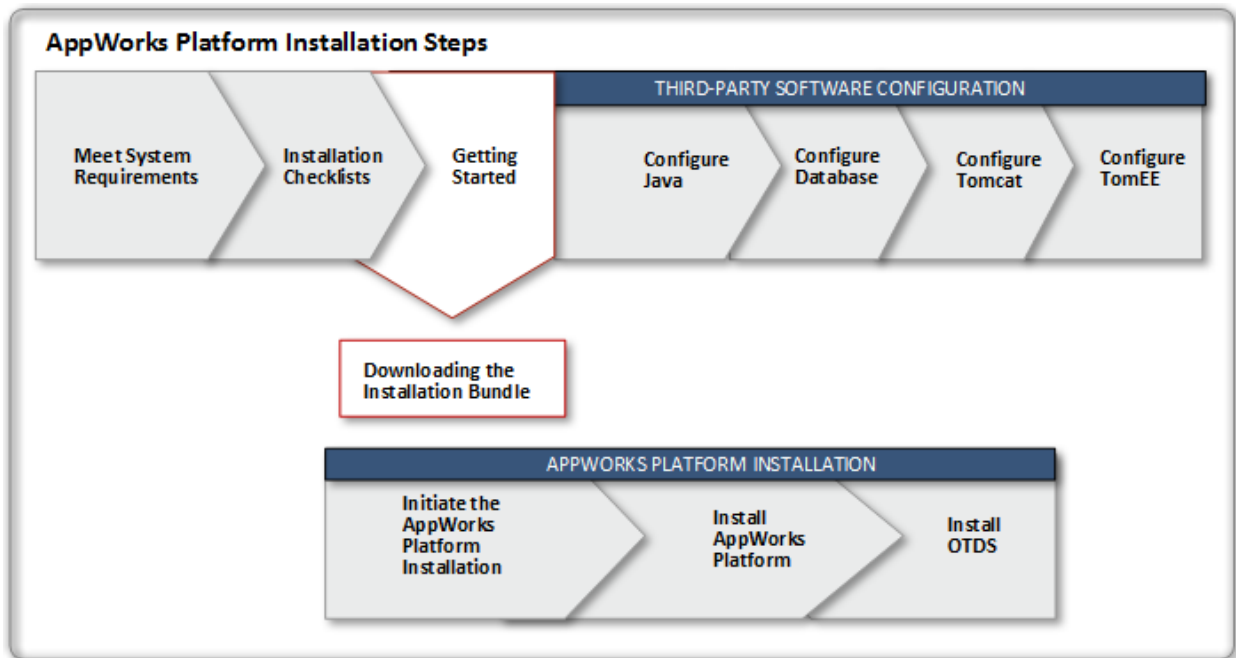 AppWorks Platform Installation Steps
THIRD-PARTY SOFTWARE CONFIGURATION
Meet System
Requirements
Installation
Checklists
Getting
Started
Configure
Java
Configure
Database
Configure
Tomcat
Configure
TomEE
Downloading the
Installation Bundle
APPWORKS PLATFORM INSTALLATION
Initiate the
AppWorks
Platform
Installation
Install
AppWorks
Platform
Install
OTDS